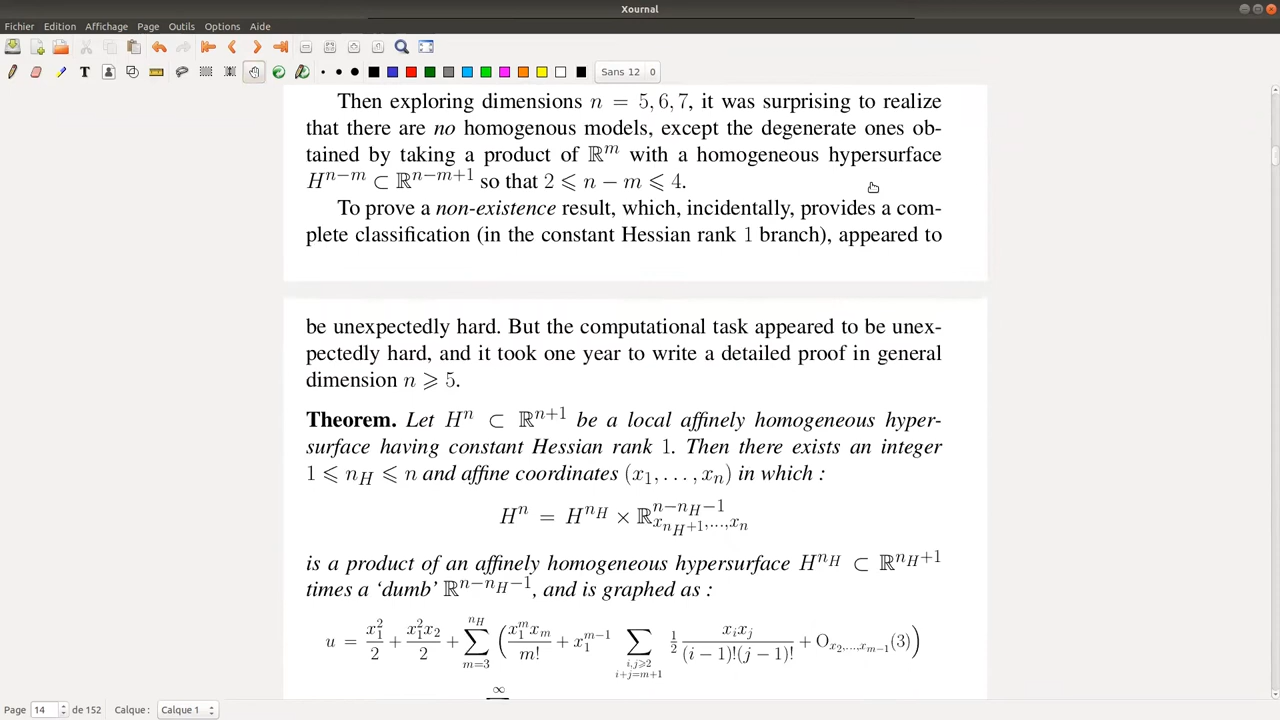 Xournal
Fichier Edition Affichage Page Outils Options Aide
Sans 12 0
Then exploring dimensions n = 5, 6, 7, it was surprising to realize
that there are no homogenous models, except the degenerate ones ob-
tained by taking a product of ℝ^m with a homogeneous hypersurface
H^{n−m} ⊂ ℝ^{n−m+1} so that 2 ⩽ n − m ⩽ 4.
To prove a non-existence result, which, incidentally, provides a com-
plete classification (in the constant Hessian rank 1 branch), appeared to
be unexpectedly hard. But the computational task appeared to be unex-
pectedly hard, and it took one year to write a detailed proof in general
dimension n ⩾ 5.
Theorem. Let H^n ⊂ ℝ^{n+1} be a local affinely homogeneous hyper-
surface having constant Hessian rank 1. Then there exists an integer
1 ⩽ n_H ⩽ n and affine coordinates (x_1, . . . , x_n) in which :
H^n = H^{n_H} × ℝ^{n−n_H−1}_{x_{n_H+1},...,x_n}
is a product of an affinely homogeneous hypersurface H^{n_H} ⊂ ℝ^{n_H+1}
times a ‘dumb’ ℝ^{n−n_H−1}, and is graphed as :
u = \frac{x_1^2}{2} + \frac{x_1^2 x_2}{2} + \sum_{m=3}^{n_H} ( \frac{x_1^m x_m}{m!} + x_1^{m−1} \sum_{i,j⩾2 i+j=m+1} \frac{1}{2} \frac{x_i x_j}{(i−1)!(j−1)!} + O_{x_2,...,x_{m−1}}(3) )
∞
Page 14 de 152 Calque : Calque 1